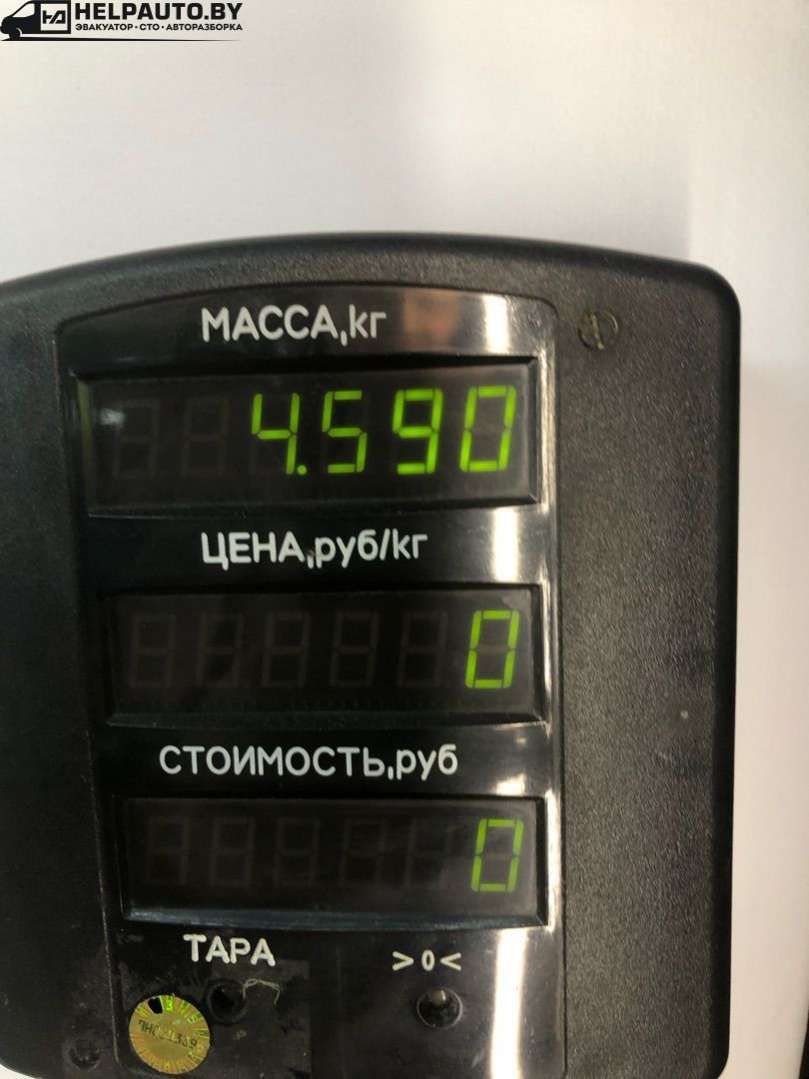 HELPAUTO.BY
ЭВАКУАТОР·СТО·АВТОРАЗБОРКА
МАССА,кг
4.590
ЦЕНА,руб/кг
0
СТОИМОСТЬ,руб
0
ТАРА >0<